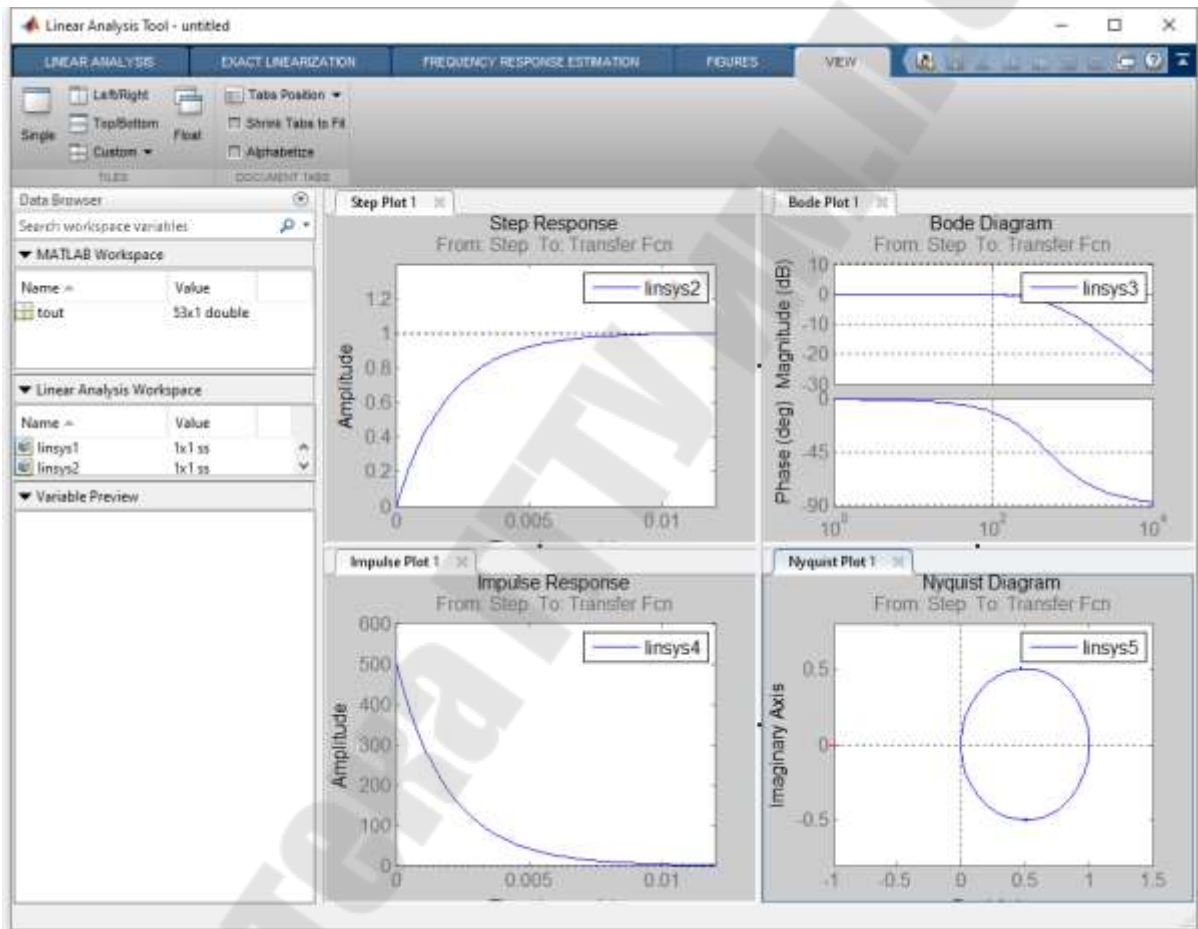 Linear Analysis Tool - untitled
LINEAR ANALYSIS EXACT LINEARIZATION FREQUENCY RESPONSE ESTIMATION FIGURES VIEW
Single
Left/Right
Top/Bottom
Custom
Float
Tabs Position
Shrink Tabs to Fit
Alphabetize
TILES
DOCUMENT TABS
Data Browser
Search workspace variables
MATLAB Workspace
Name Value
tout 53x1 double
Linear Analysis Workspace
Name Value
linsys1 1x1 ss
linsys2 1x1 ss
Variable Preview
Step Plot 1
Step Response
From: Step To: Transfer Fcn
linsys2
Amplitude
1.2
1
0.8
0.6
0.4
0.2
0
0 0.005 0.01
Bode Plot 1
Bode Diagram
From: Step To: Transfer Fcn
linsys3
Magnitude (dB)
10
0
-10
-20
-30
Phase (deg)
0
-45
-90
10^0 10^2 10^4
Impulse Plot 1
Impulse Response
From: Step To: Transfer Fcn
linsys4
Amplitude
600
500
400
300
200
100
0
0 0.005 0.01
Nyquist Plot 1
Nyquist Diagram
From: Step To: Transfer Fcn
linsys5
Imaginary Axis
0.5
0
-0.5
-1 -0.5 0 0.5 1 1.5